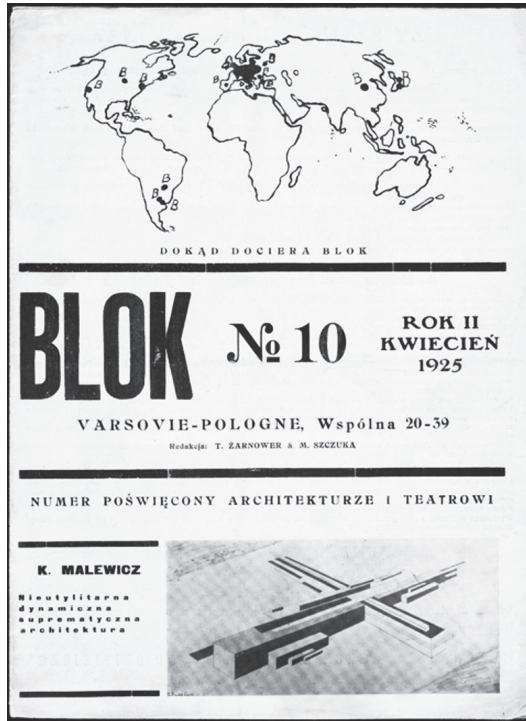 B
B
B
B
B
B
B
B
B
B
DOKĄD DOCIERA BLOK
BLOK
№ 10
ROK II
KWIECIEŃ
1925
VARSOVIE-POLOGNE, Wspólna 20-39
Redakcja: T. ŻARNOWER & M. SZCZUKA
NUMER POŚWIĘCONY ARCHITEKTURZE i TEATROWI
K. MALEWICZ
Nieutylitarna
dynamiczna
suprematyczna
architektura